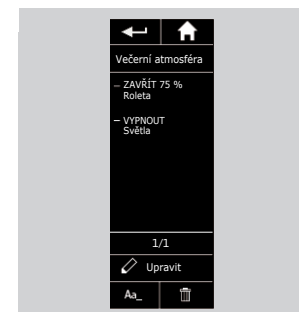 Večerní atmosféra
– ZAVŘÍT 75 %
Roleta
– VYPNOUT
Světla
1/1
Upravit
Aa_